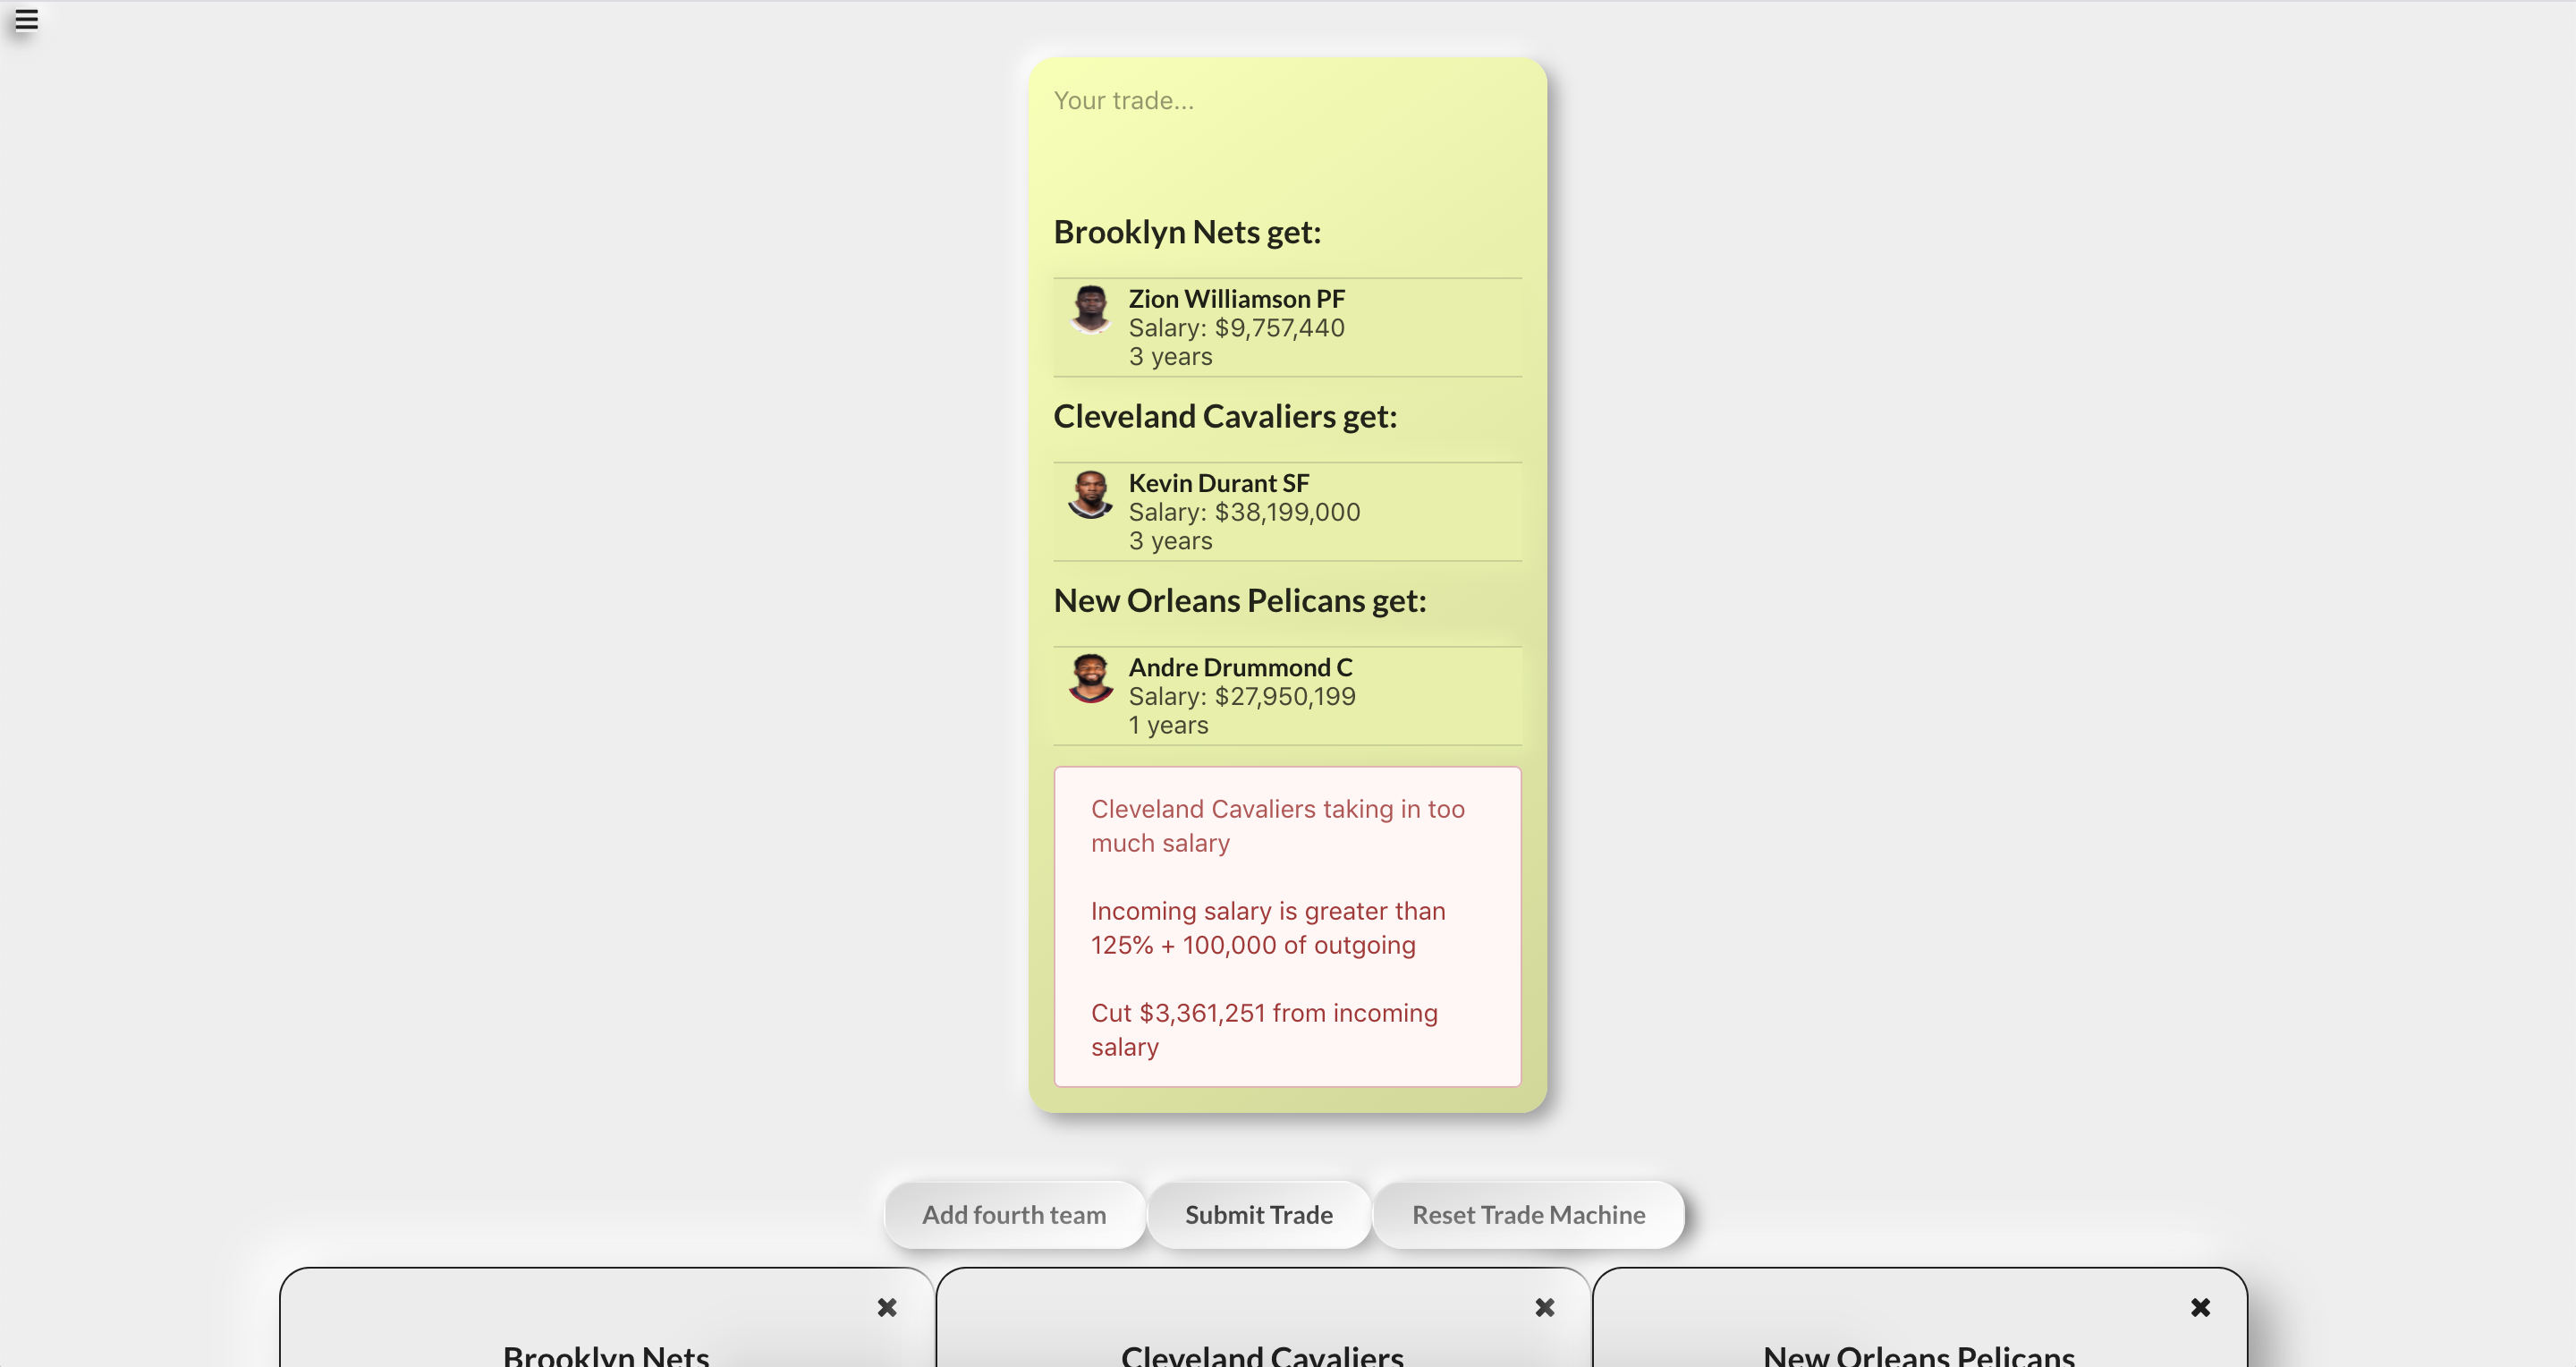 Your trade...
Brooklyn Nets get:
Zion Williamson PF
Salary: $9,757,440
3 years
Cleveland Cavaliers get:
Kevin Durant SF
Salary: $38,199,000
3 years
New Orleans Pelicans get:
Andre Drummond C
Salary: $27,950,199
1 years
Cleveland Cavaliers taking in too
much salary
Incoming salary is greater than
125% + 100,000 of outgoing
Cut $3,361,251 from incoming
salary
Add fourth team
Submit Trade
Reset Trade Machine
Brooklyn Nets
Cleveland Cavaliers
New Orleans Pelicans